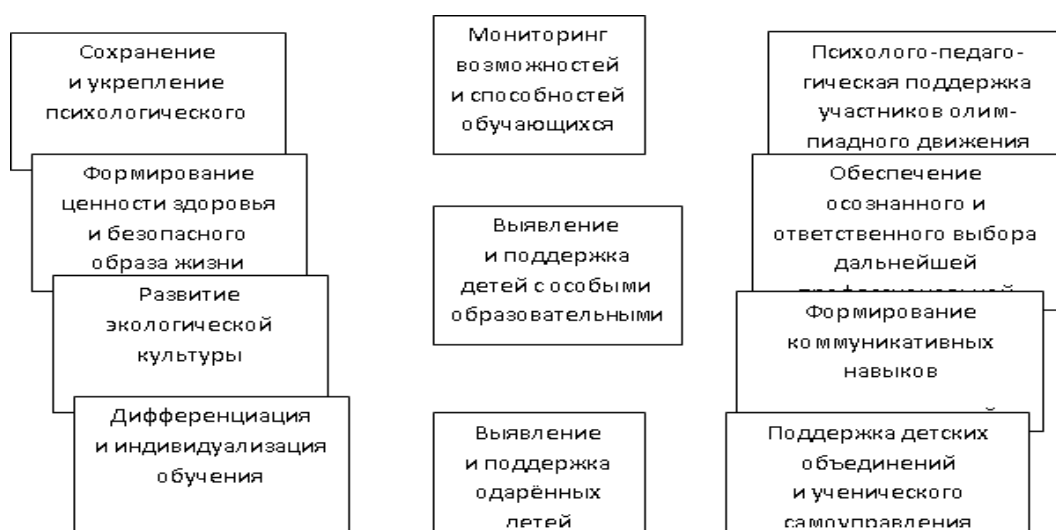 Сохранение
и укрепление
психологического
Формирование
ценности здоровья
и безопасного
образа жизни
Развитие
экологической
культуры
Дифференциация
и индивидуализация
обучения
Мониторинг
возможностей
и способностей
обучающихся
Выявление
и поддержка
детей с особыми
образовательными
Выявление
и поддержка
одарённых
детей
Психолого-педаго-
гическая поддержка
участников олим-
пиадного движения
Обеспечение
осознанного и
ответственного выбора
дальнейшей
Формирование
коммуникативных
навыков
Поддержка детских
объединений
и ученического
самоуправления